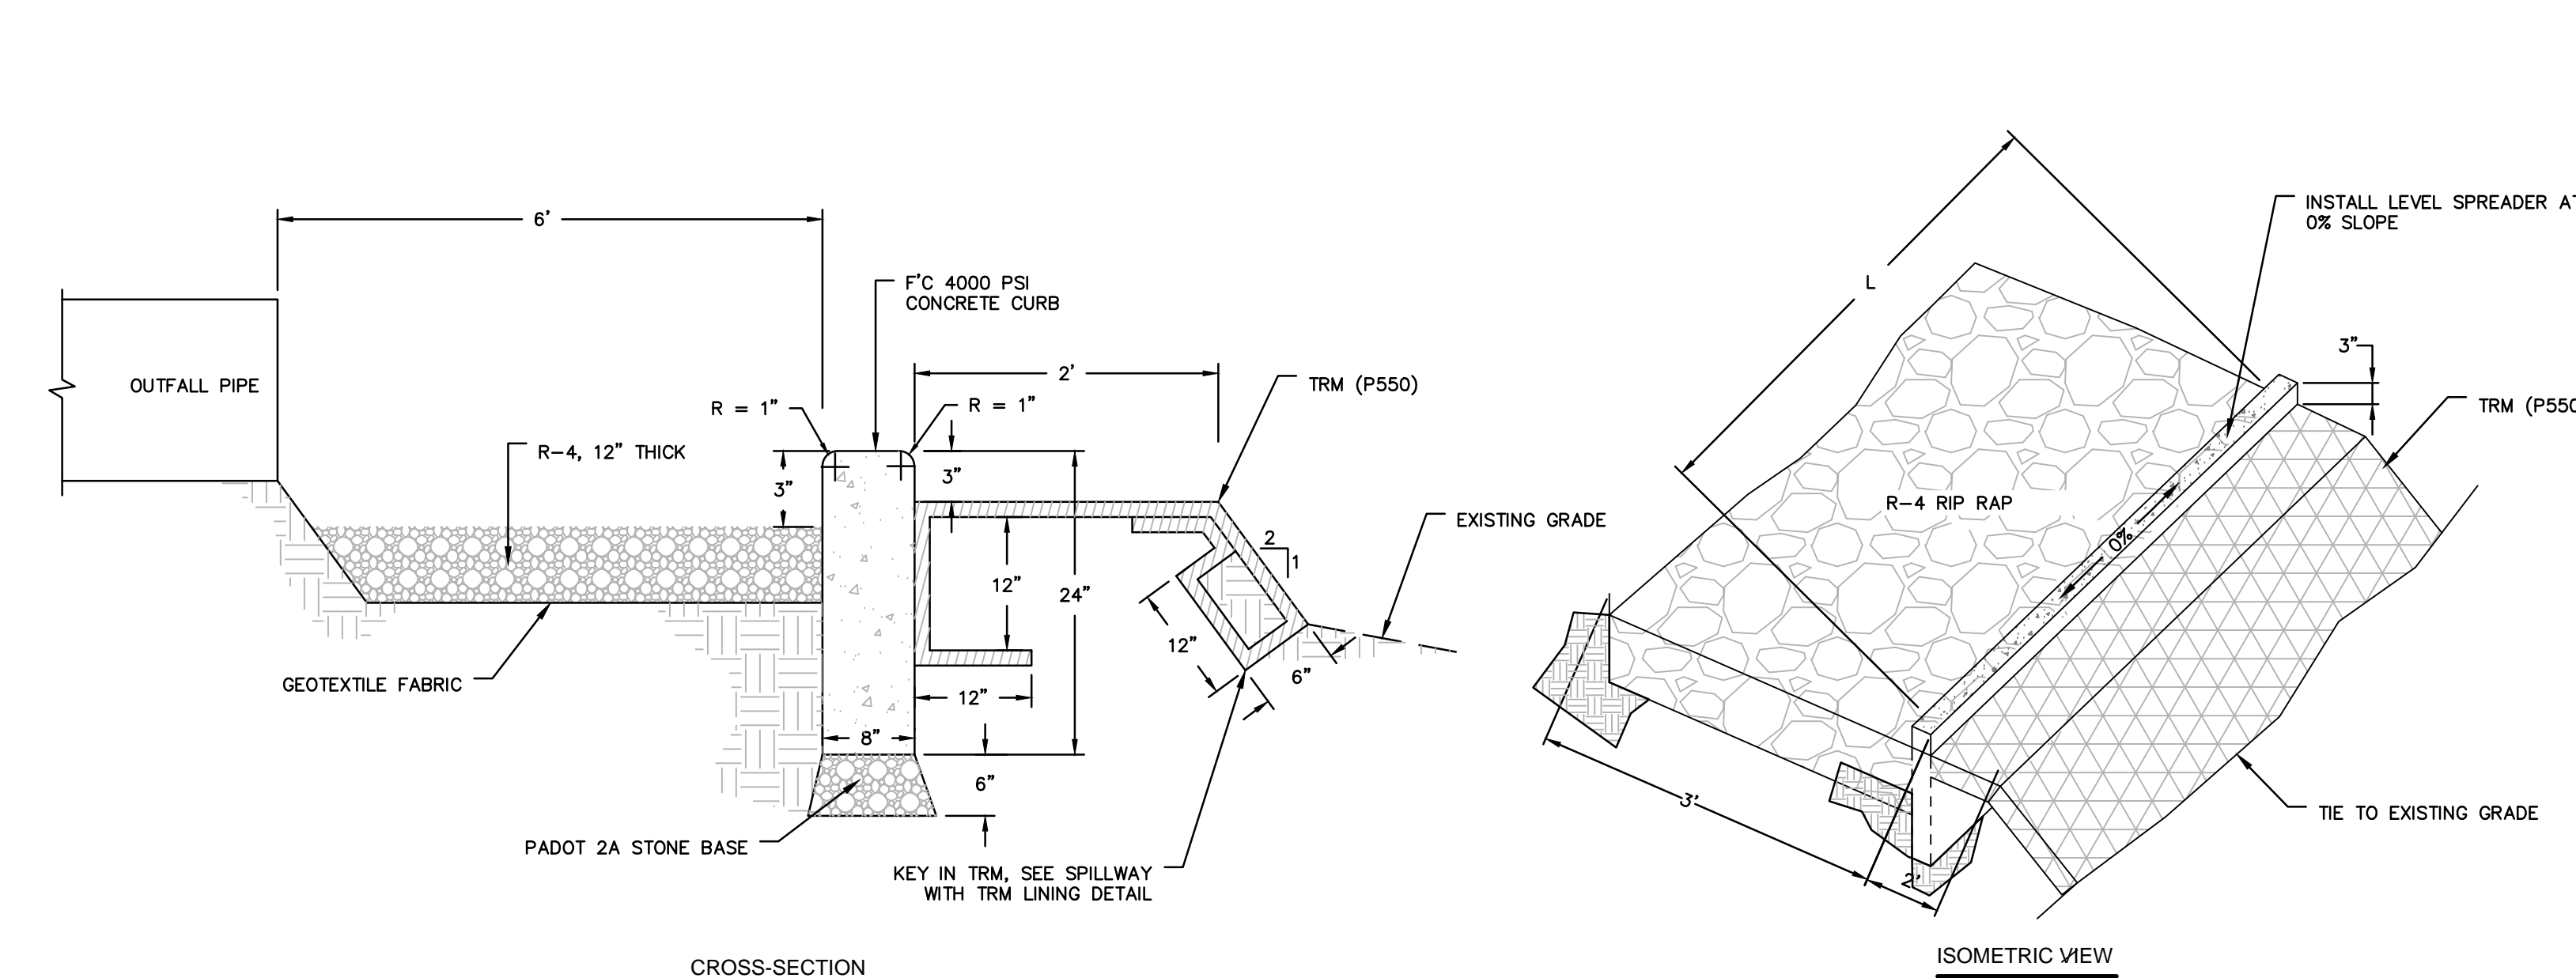 6'
F'C 4000 PSI
CONCRETE CURB
OUTFALL PIPE
2'
TRM (P550)
R = 1”
R = 1”
R-4, 12” THICK
3”
3”
EXISTING GRADE
2
1
12”
24”
12”
6”
GEOTEXTILE FABRIC
12”
8”
6”
PADOT 2A STONE BASE
KEY IN TRM, SEE SPILLWAY
WITH TRM LINING DETAIL
CROSS-SECTION
INSTALL LEVEL SPREADER AT
0% SLOPE
L
3”
TRM (P550
R-4 RIP RAP
0%
3'
2'
TIE TO EXISTING GRADE
ISOMETRIC VIEW